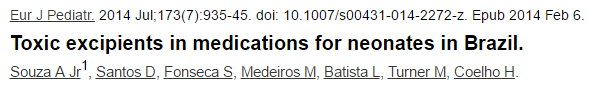 Eur J Pediatr. 2014 Jul;173(7):935-45. doi: 10.1007/s00431-014-2272-z. Epub 2014 Feb 6.
Toxic excipients in medications for neonates in Brazil.
Souza A Jr1, Santos D, Fonseca S, Medeiros M, Batista L, Turner M, Coelho H.